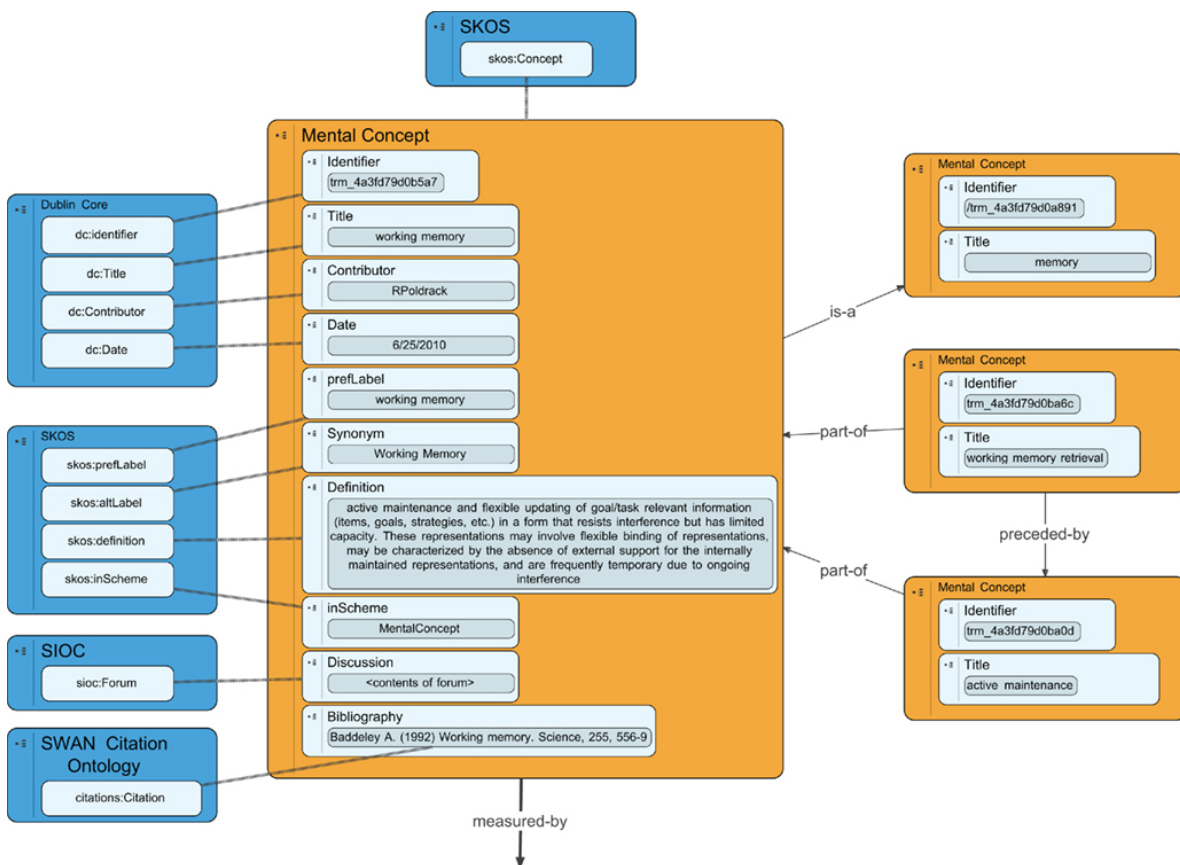 SKOS
skos:Concept
Mental Concept
Identifier
trm_4a3fd79d0b5a7
Title
working memory
Contributor
RPoldrack
Date
6/25/2010
prefLabel
working memory
Synonym
Working Memory
Definition
active maintenance and flexible updating of goal/task relevant information
(items, goals, strategies, etc.) in a form that resists interference but has limited
capacity. These representations may involve flexible binding of representations,
may be characterized by the absence of external support for the internally
maintained representations, and are frequently temporary due to ongoing
interference
inScheme
MentalConcept
Discussion
<contents of forum>
Bibliography
Baddeley A. (1992) Working memory. Science, 255, 556-9
measured-by
Dublin Core
dc:identifier
dc:Title
dc:Contributor
dc:Date
SKOS
skos:prefLabel
skos:altLabel
skos:definition
skos:inScheme
SIOC
sioc:Forum
SWAN Citation
Ontology
citations:Citation
is-a
Mental Concept
Identifier
/trm_4a3fd79d0a891
Title
memory
part-of
Mental Concept
Identifier
trm_4a3fd79d0ba6c
Title
working memory retrieval
preceded-by
part-of
Mental Concept
Identifier
trm_4a3fd79d0ba0d
Title
active maintenance